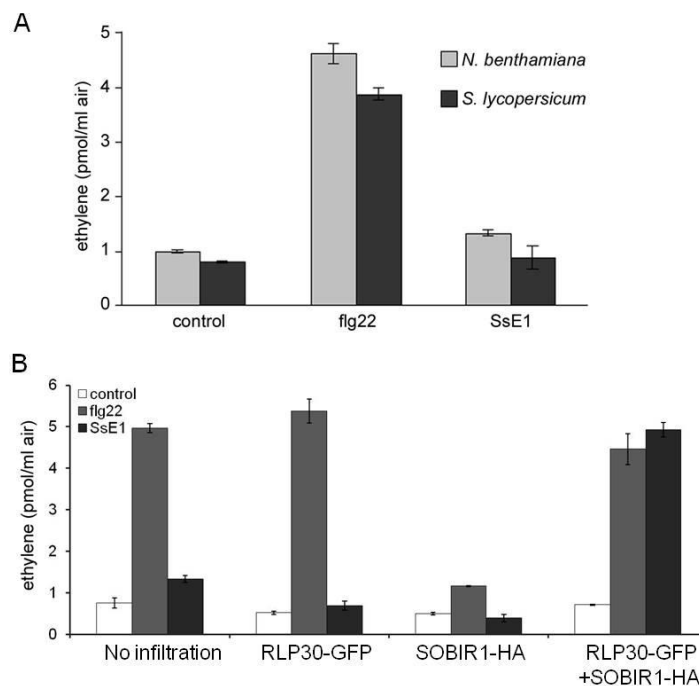 A
ethylene (pmol/ml air)
5
4
3
2
1
0
N. benthamiana
S. lycopersicum
control flg22 SsE1
B
ethylene (pmol/ml air)
6
5
4
3
2
1
0
control
flg22
SsE1
No infiltration RLP30-GFP SOBIR1-HA RLP30-GFP
+SOBIR1-HA